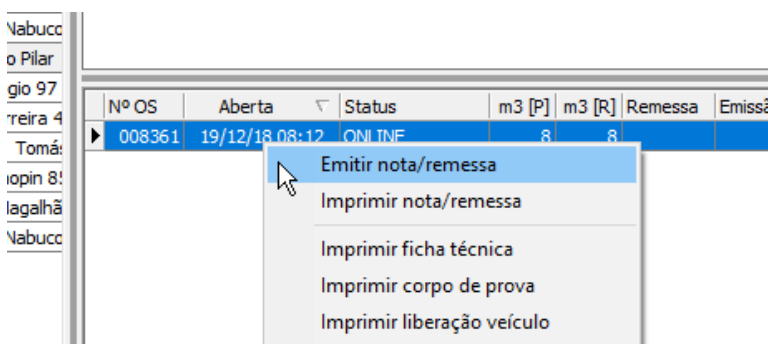 Nabuco
o Pilar
gio 97
rreira 4
Tomás
hopin 85
Magalhã
Nabuco
Nº OS Aberta Status m3 [P] m3 [R] Remessa Emissã
008361 19/12/18 08:12 ONLINE 8 8
Emitir nota/remessa
Imprimir nota/remessa
Imprimir ficha técnica
Imprimir corpo de prova
Imprimir liberação veículo